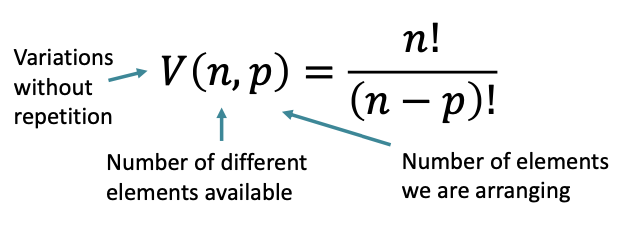 Variations
without
repetition
V(n, p) = n! / (n − p)!
Number of different
elements available
Number of elements
we are arranging